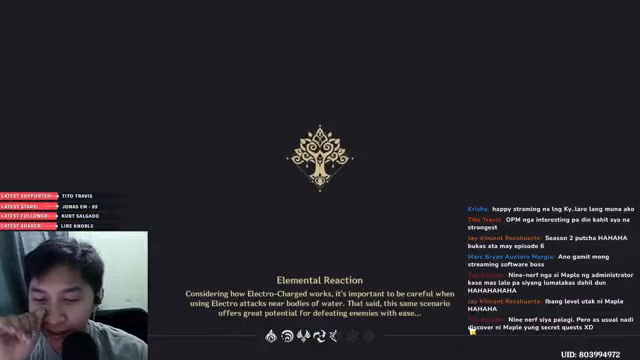 LATEST SUPPORTER: TITO TRAVIS
LATEST STARS: JONAS EM - 65
LATEST FOLLOWER: KURT SALGADO
LATEST SHARER: LIRE KNOBLE
Elemental Reaction
Considering how Electro-Charged works, it's important to be careful when
using Electro attacks near bodies of water. That said, this same scenario
offers great potential for defeating enemies with ease...
Krisha: happy straming na lng Ky..laro lang muna ako
Tito Travis: OPM nga interesting pa din kahit sya na
strongest
Jay Vincent Recahuerte: Season 2 putcha HAHAHA
bukas ata may episode 6
Marc Bryan Austero Morgia: Ano gamit mong
streaming software boss
Nine-nerf nga si Maple ng administrator
kaso mas lalo pa siyang lumalakas dahil dun
HAHAHAHAHA
Jay Vincent Recahuerte: Ibang level utak ni Maple
HAHAHA
Nine nerf siya palagi. Pero as usual nadi
discover ni Maple yung secret quests XD
UID: 803994972